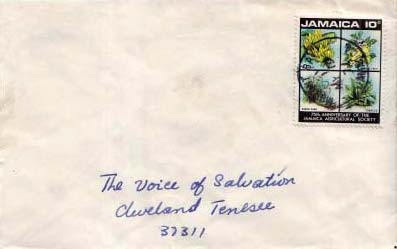 JAMAICA 10c
75th ANNIVERSARY OF THE
JAMAICA AGRICULTURAL SOCIETY
The Voice of Salvation
Cleveland Tenesee
37311